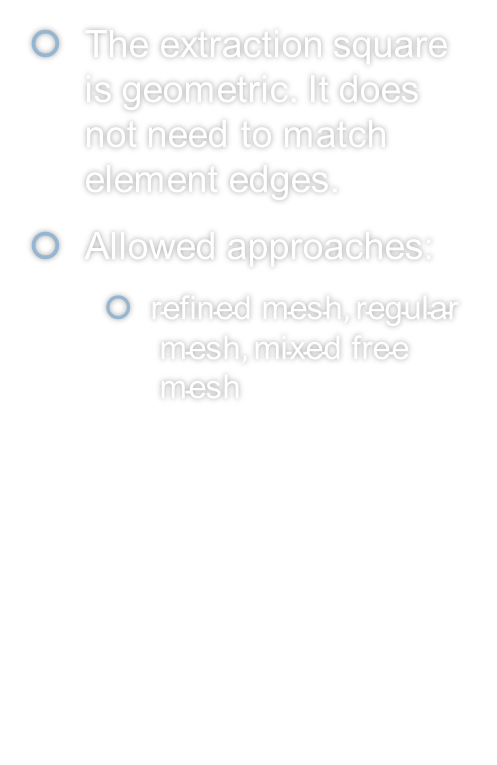 The extraction square
is geometric. It does
not need to match
element edges.
Allowed approaches:
refined mesh, regular
mesh, mixed free
mesh